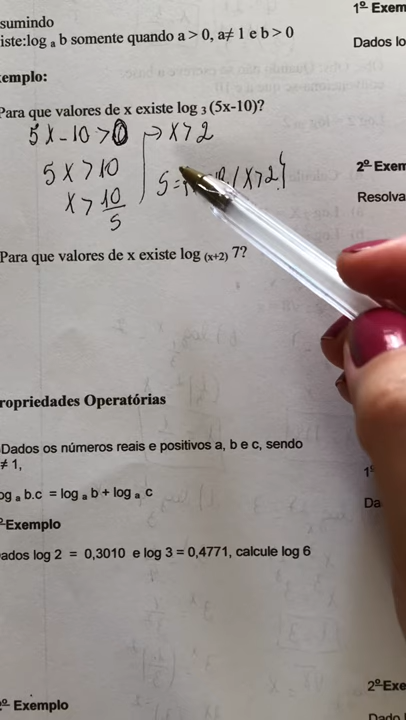 sumindo
iste:log a b somente quando a > 0, a≠ 1 e b > 0
emplo:
Para que valores de x existe log 3 (5x-10)?
5x-10>0 → x>2
5x>10
x>10/5
/ x>2}
Para que valores de x existe log (x+2) 7?
ropriedades Operatórias
Dados os números reais e positivos a, b e c, sendo
≠ 1,
og a b.c = log a b + log a c
Exemplo
ados log 2 = 0,3010 e log 3 = 0,4771, calcule log 6
º Exemplo
1º Exem
Dados lo
2º Exem
Resolva
1º
Da
2º Exe
Dado